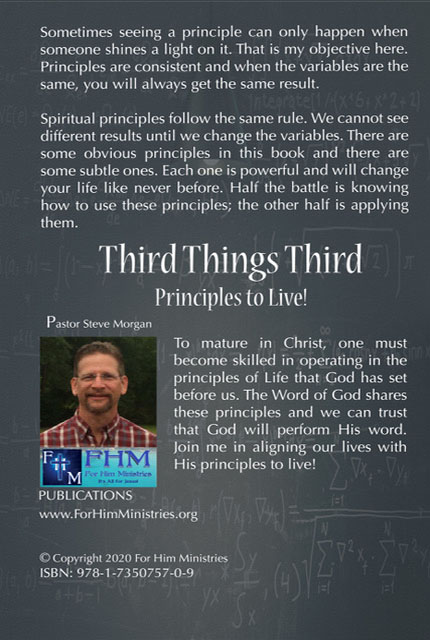 Sometimes seeing a principle can only happen when
someone shines a light on it. That is my objective here.
Principles are consistent and when the variables are the
same, you will always get the same result.
Spiritual principles follow the same rule. We cannot see
different results until we change the variables. There are
some obvious principles in this book and there are
some subtle ones. Each one is powerful and will change
your life like never before. Half the battle is knowing
how to use these principles; the other half is applying
them.
Third Things Third
Principles to Live!
Pastor Steve Morgan
To mature in Christ, one must
become skilled in operating in the
principles of Life that God has set
before us. The Word of God shares
these principles and we can trust
that God will perform His word.
Join me in aligning our lives with
His principles to live!
F H M
FHM
For Him Ministries
PUBLICATIONS
www.ForHimMinistries.org
© Copyright 2020 For Him Ministries
ISBN: 978-1-7350757-0-9